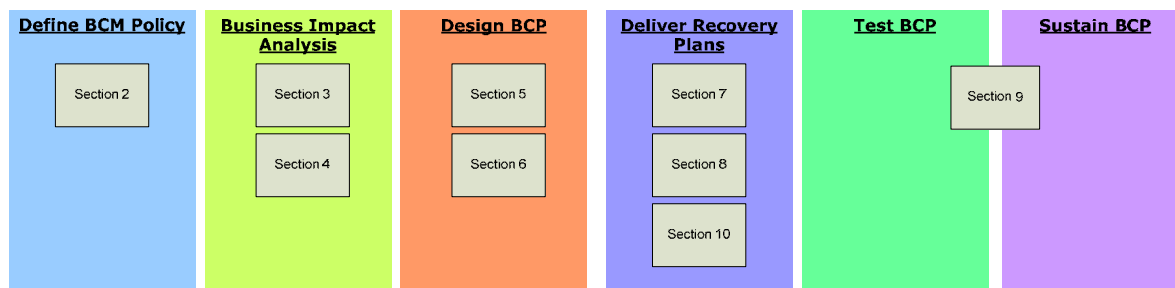 Define BCM Policy
Section 2
Business Impact
Analysis
Section 3
Section 4
Design BCP
Section 5
Section 6
Deliver Recovery
Plans
Section 7
Section 8
Section 10
Test BCP
Sustain BCP
Section 9